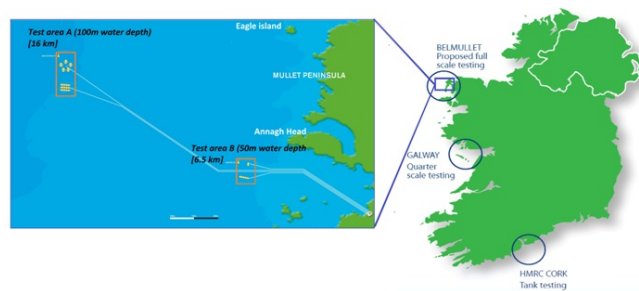 Test area A (100m water depth)
[16 km]
Eagle island
MULLET PENINSULA
Annagh Head
Test area B (50m water depth
[6.5 km]
BELMULLET
Proposed full
scale testing
GALWAY
Quarter
scale testing
HMRC CORK
Tank testing